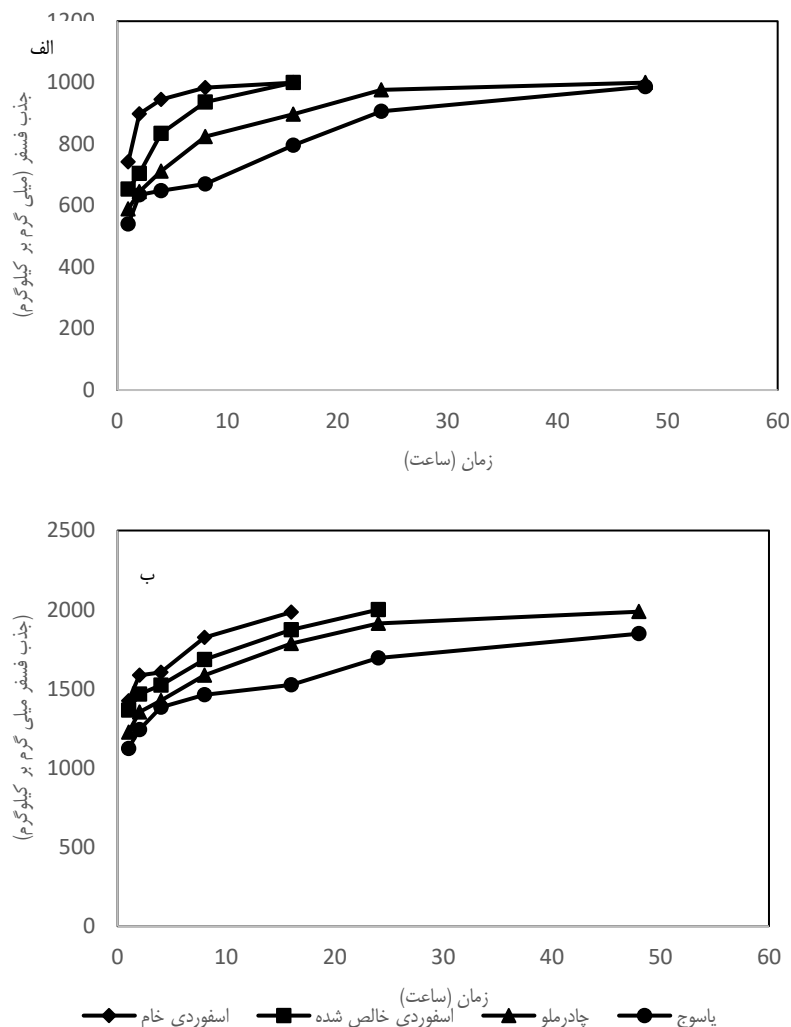 1200
الف
1000
800
600
400
200
0
جذب فسفر (میلی گرم بر کیلوگرم)
0 10 20 30 40 50 60
زمان (ساعت)
2500
ب
2000
1500
1000
500
0
جذب فسفر میلی گرم بر کیلوگرم)
0 10 20 30 40 50 60
زمان (ساعت)
اسفوردی خام اسفوردی خالص شده چادرملو یاسوج